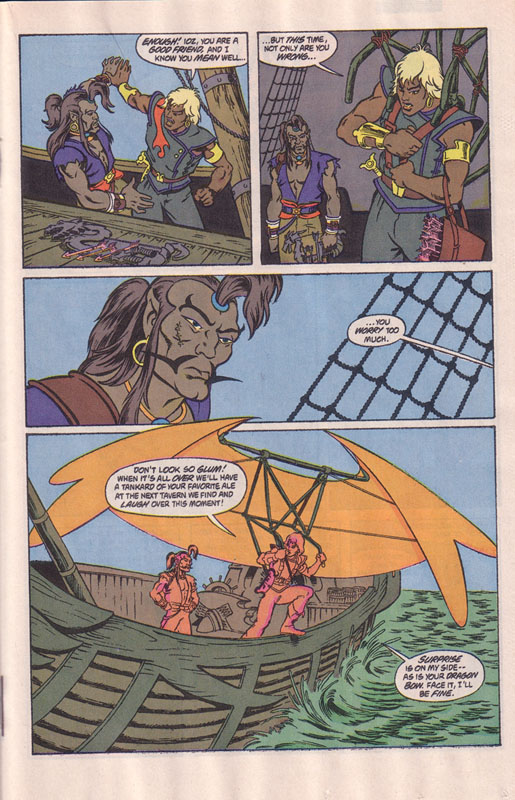 ENOUGH! IOZ, YOU ARE A
GOOD FRIEND, AND I
KNOW YOU MEAN WELL...
...BUT THIS TIME,
NOT ONLY ARE YOU
WRONG...
...YOU
WORRY TOO
MUCH.
DON'T LOOK SO GLUM!
WHEN IT'S ALL OVER WE'LL HAVE
A TANKARD OF YOUR FAVORITE ALE
AT THE NEXT TAVERN WE FIND AND
LAUGH OVER THIS MOMENT!
SURPRISE
IS ON MY SIDE--
AS IS YOUR DRAGON
BOW. FACE IT, I'LL
BE FINE.